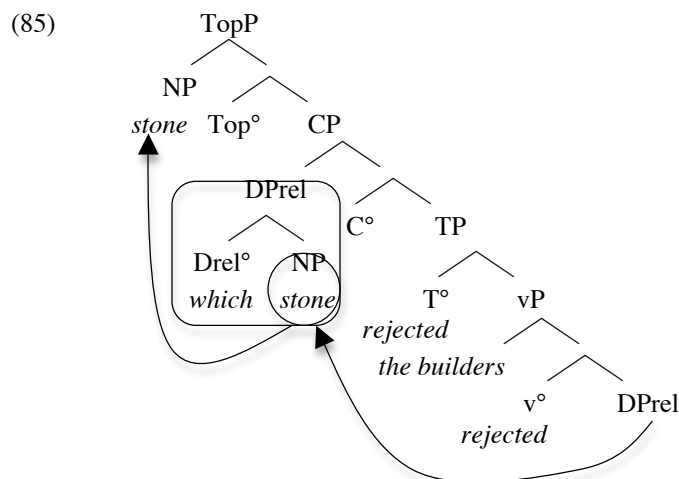 (85) TopP
NP
stone Top° CP
DPrel
C° TP
Drel° NP
which stone T° vP
rejected
the builders
v° DPrel
rejected